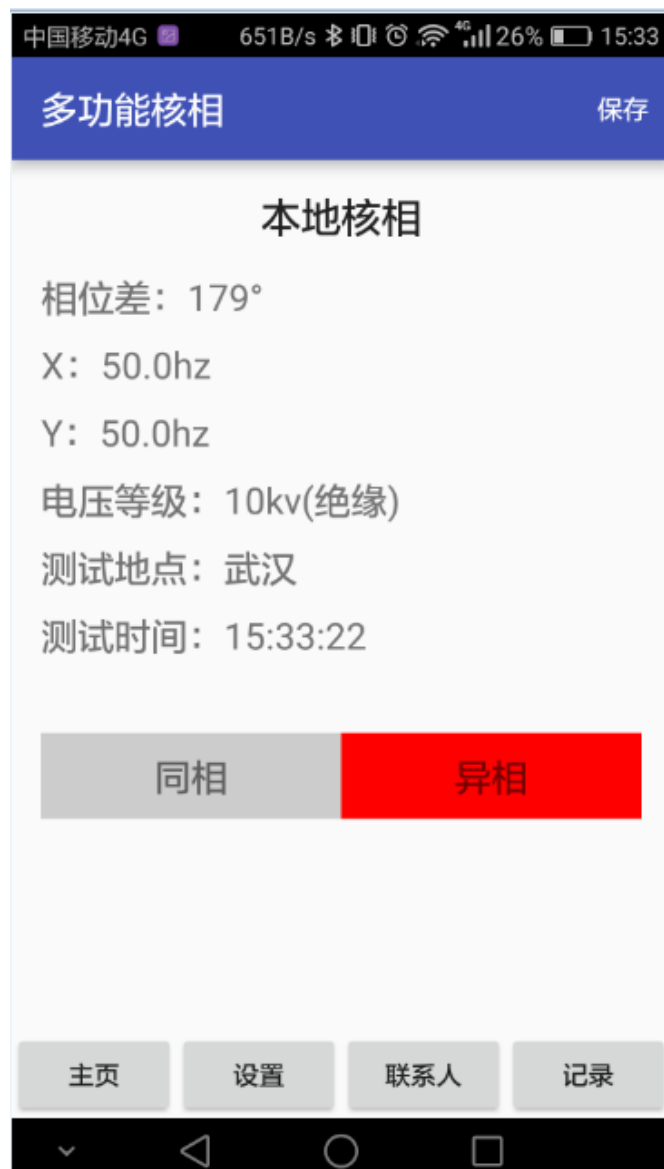 中国移动4G 651B/s 4G 26% 15:33
多功能核相 保存
本地核相
相位差：179°
X：50.0hz
Y：50.0hz
电压等级：10kv(绝缘)
测试地点：武汉
测试时间：15:33:22
同相 异相
主页 设置 联系人 记录